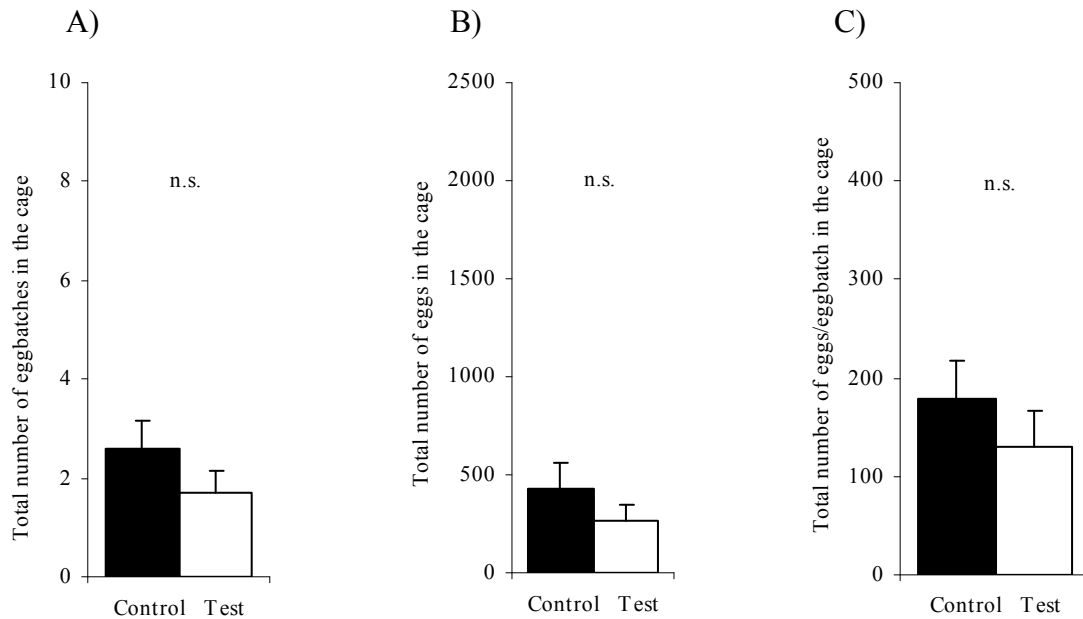 A)
Total number of eggbatches in the cage
10
8
6
4
2
0
n.s.
Control Test
B)
Total number of eggs in the cage
2500
2000
1500
1000
500
0
n.s.
Control Test
C)
Total number of eggs/eggbatch in the cage
500
400
300
200
100
0
n.s.
Control Test